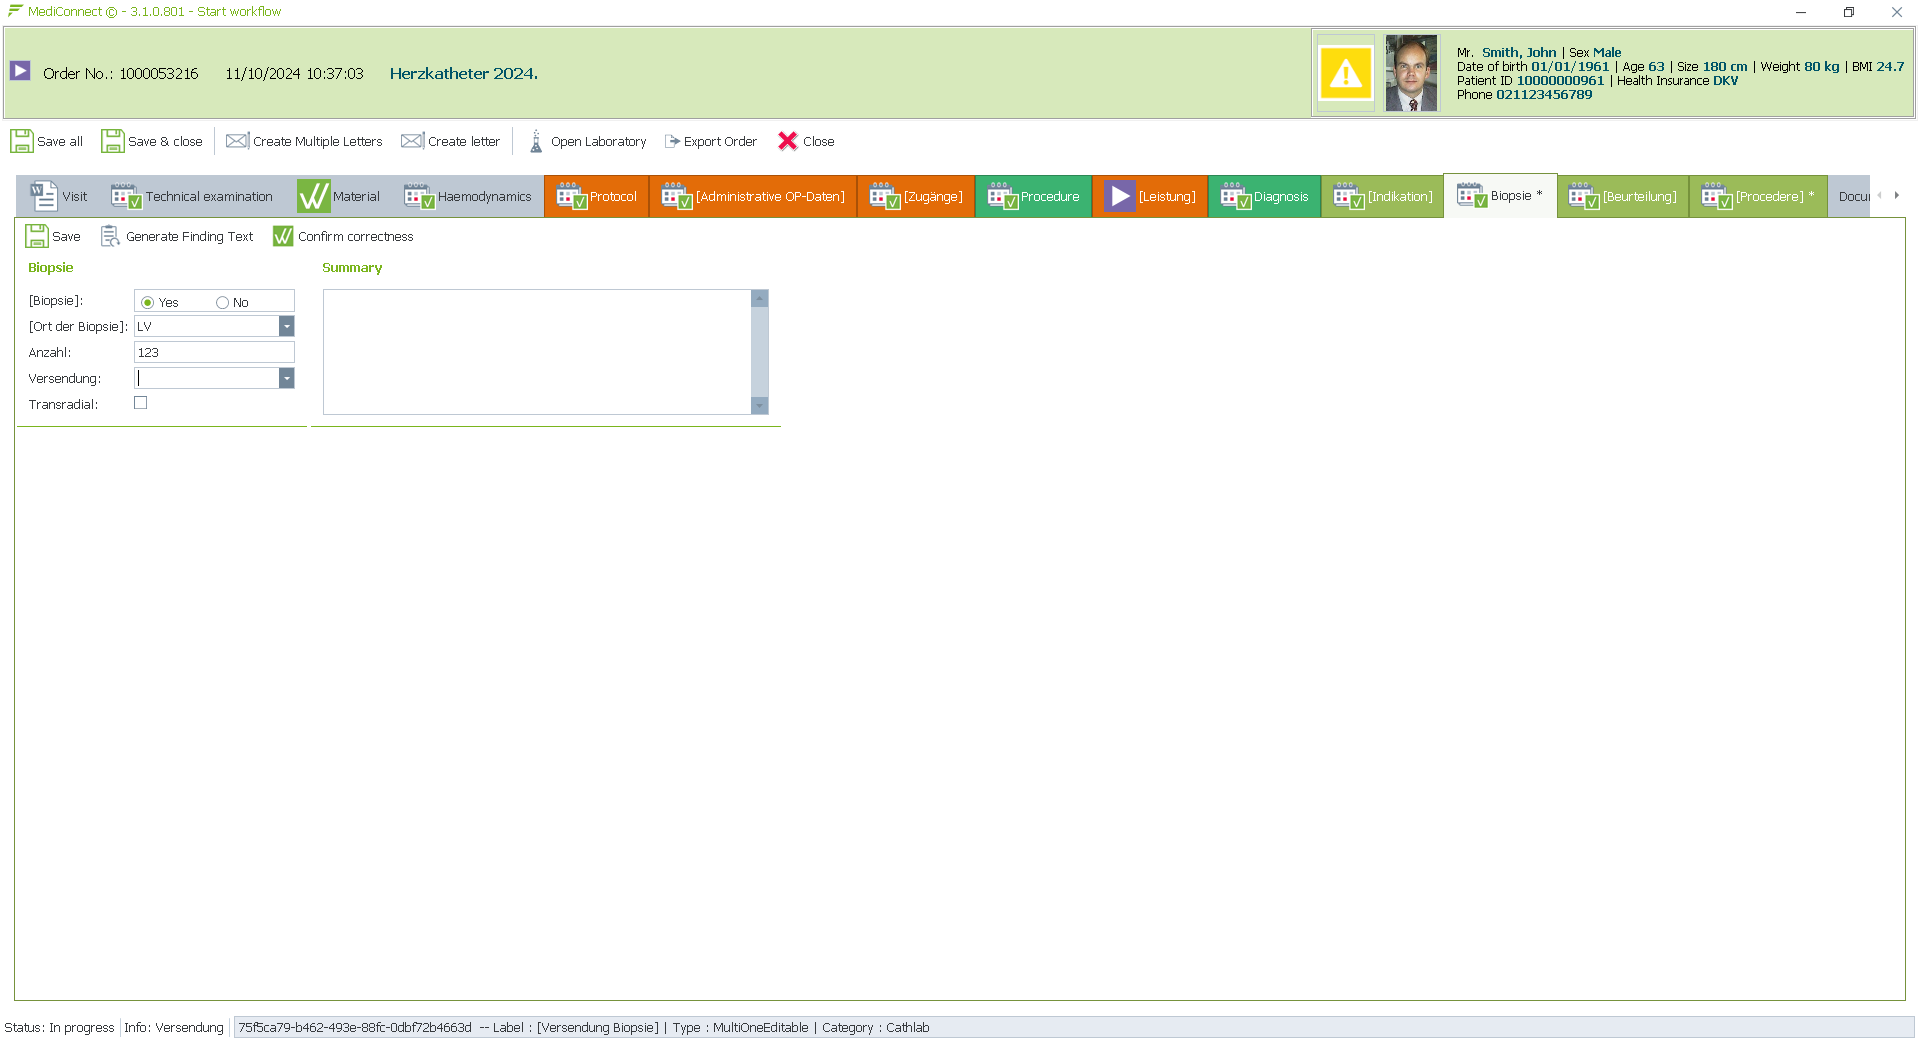 MediConnect © - 3.1.0.801 - Start workflow
Order No.: 1000053216 11/10/2024 10:37:03 Herzkatheter 2024.
Mr. Smith, John | Sex Male
Date of birth 01/01/1961 | Age 63 | Size 180 cm | Weight 80 kg | BMI 24.7
Patient ID 10000000961 | Health Insurance DKV
Phone 021123456789
Save all Save & close Create Multiple Letters Create letter Open Laboratory Export Order Close
Visit Technical examination Material Haemodynamics Protocol [Administrative OP-Daten] [Zugänge] Procedure [Leistung] Diagnosis [Indikation] Biopsie * [Beurteilung] [Procedere] * Docu
Save Generate Finding Text Confirm correctness
Biopsie Summary
[Biopsie]: Yes No
[Ort der Biopsie]: LV
Anzahl: 123
Versendung:
Transradial:
Status: In progress Info: Versendung 75f5ca79-b462-493e-88fc-0dbf72b4663d -- Label : [Versendung Biopsie] | Type : MultiOneEditable | Category : Cathlab